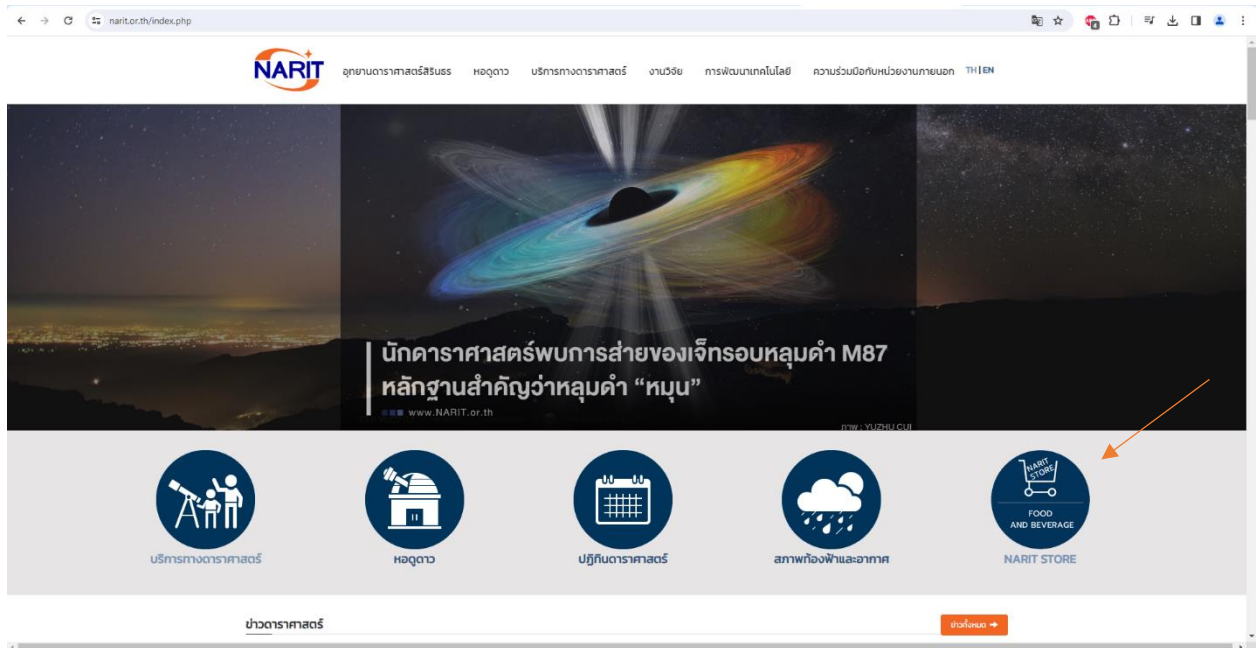 narit.or.th/index.php
NARIT
อุทยานดาราศาสตร์สิรินธร หอดูดาว บริการทางดาราศาสตร์ งานวิจัย การพัฒนาเทคโนโลยี ความร่วมมือกับหน่วยงานภายนอก TH|EN
นักดาราศาสตร์พบการส่ายของเจ็ทรอบหลุมดำ M87
หลักฐานสำคัญว่าหลุมดำ “หมุน”
www.NARIT.or.th
ภาพ : YUZHU CUI
NARIT
STORE
FOOD
AND BEVERAGE
บริการทางดาราศาสตร์ หอดูดาว ปฏิทินดาราศาสตร์ สภาพท้องฟ้าและอากาศ NARIT STORE
ข่าวดาราศาสตร์ ข่าวทั้งหมด